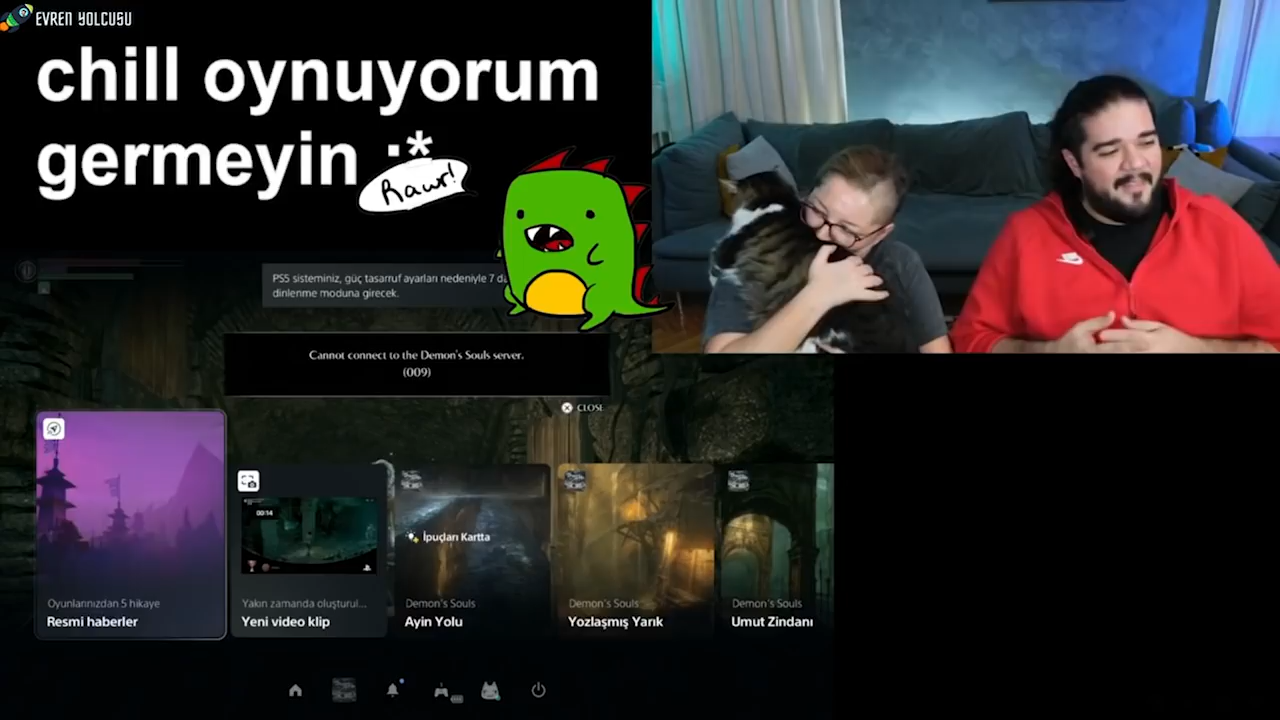 EVREN YOLCUSU
chill oynuyorum
germeyin :*
Rawr!
PS5 sisteminiz, güç tasarruf ayarları nedeniyle 7 da
dinlenme moduna girecek.
Cannot connect to the Demon's Souls server.
(009)
CLOSE
00:14
İpuçları Kartta
Oyunlarınızdan 5 hikaye
Resmi haberler
Yakın zamanda oluşturul...
Yeni video klip
Demon's Souls
Ayin Yolu
Demon's Souls
Yozlaşmış Yarık
Demon's Souls
Umut Zindanı